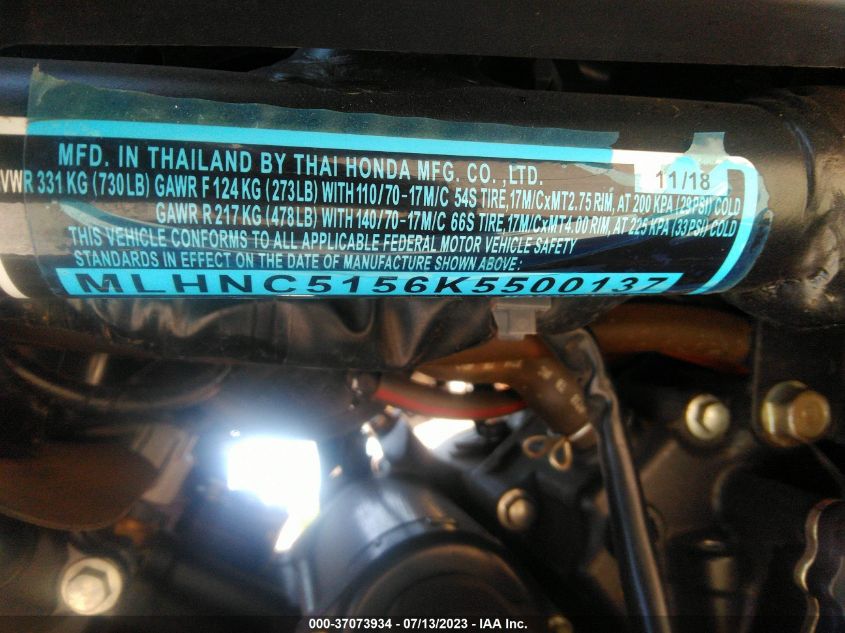 MFD. IN THAILAND BY THAI HONDA MFG. CO. ,LTD. 11/18
VWR 331 KG (730LB) GAWR F 124 KG (273LB) WITH 110/70-17M/C 54S TIRE,17M/CxMT2.75 RIM, AT 200 KPA (29 PSI) COLD
GAWR R 217 KG (478LB) WITH 140/70-17M/C 66S TIRE,17M/CxMT4.00 RIM, AT 225 KPA (33 PSI) COLD
THIS VEHICLE CONFORMS TO ALL APPLICABLE FEDERAL MOTOR VEHICLE SAFETY
STANDARDS IN EFFECT ON THE DATE OF MANUFACTURE SHOWN ABOVE:
MLHNC5156K5500137
000-37073934 - 07/13/2023 - IAA Inc.